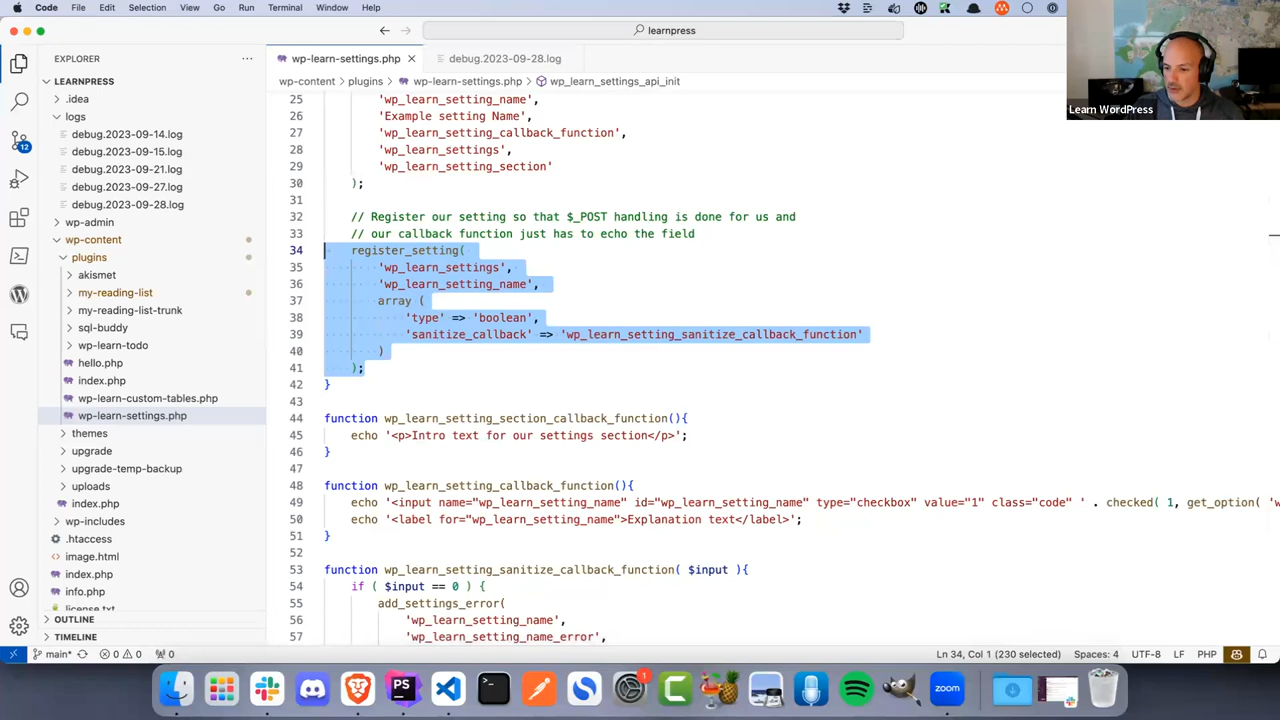 Code File Edit Selection View Go Run Terminal Window Help
learnpress
EXPLORER
wp-learn-settings.php
debug.2023-09-28.log
LEARNPRESS
wp-content > plugins > wp-learn-settings.php > wp_learn_settings_api_init
.idea
logs
debug.2023-09-14.log
debug.2023-09-15.log
debug.2023-09-21.log
debug.2023-09-27.log
debug.2023-09-28.log
wp-admin
wp-content
plugins
akismet
my-reading-list
my-reading-list-trunk
sql-buddy
wp-learn-todo
hello.php
index.php
wp-learn-custom-tables.php
wp-learn-settings.php
themes
upgrade
upgrade-temp-backup
uploads
index.php
wp-includes
.htaccess
image.html
index.php
info.php
license.txt
OUTLINE
TIMELINE
25 'wp_learn_setting_name',
26 'Example setting Name',
27 'wp_learn_setting_callback_function',
28 'wp_learn_settings',
29 'wp_learn_setting_section'
30 );
31
32 // Register our setting so that $_POST handling is done for us and
33 // our callback function just has to echo the field
34 register_setting(
35 'wp_learn_settings',
36 'wp_learn_setting_name',
37 array (
38 'type' => 'boolean',
39 'sanitize_callback' => 'wp_learn_setting_sanitize_callback_function'
40 )
41 );
42 }
43
44 function wp_learn_setting_section_callback_function(){
45 echo '<p>Intro text for our settings section</p>';
46 }
47
48 function wp_learn_setting_callback_function(){
49 echo '<input name="wp_learn_setting_name" id="wp_learn_setting_name" type="checkbox" value="1" class="code" ' . checked( 1, get_option( 'w
50 echo '<label for="wp_learn_setting_name">Explanation text</label>';
51 }
52
53 function wp_learn_setting_sanitize_callback_function( $input ){
54 if ( $input == 0 ) {
55 add_settings_error(
56 'wp_learn_setting_name',
57 'wp_learn_setting_name_error',
Learn WordPress
12
main* 0 0 0
Ln 34, Col 1 (230 selected) Spaces: 4 UTF-8 LF PHP
PS
1
zoom